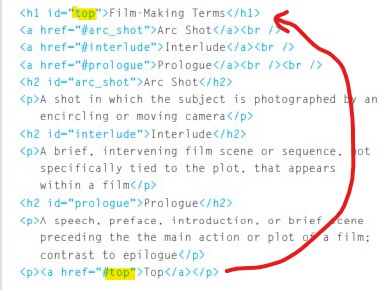 <h1 id="top">Film-Making Terms</h1>
<a href="#arc_shot">Arc Shot</a><br />
<a href="#interlude">Interlude</a><br />
<a href="#prologue">Prologue</a><br /><br />
<h2 id="arc_shot">Arc Shot</h2>
<p>A shot in which the subject is photographed by an
encircling or moving camera</p>
<h2 id="interlude">Interlude</h2>
<p>A brief, intervening film scene or sequence, not
specifically tied to the plot, that appears
within a film</p>
<h2 id="prologue">Prologue</h2>
<p>A speech, preface, introduction, or brief scene
preceding the the main action or plot of a film;
contrast to epilogue</p>
<p><a href="#top">Top</a></p>